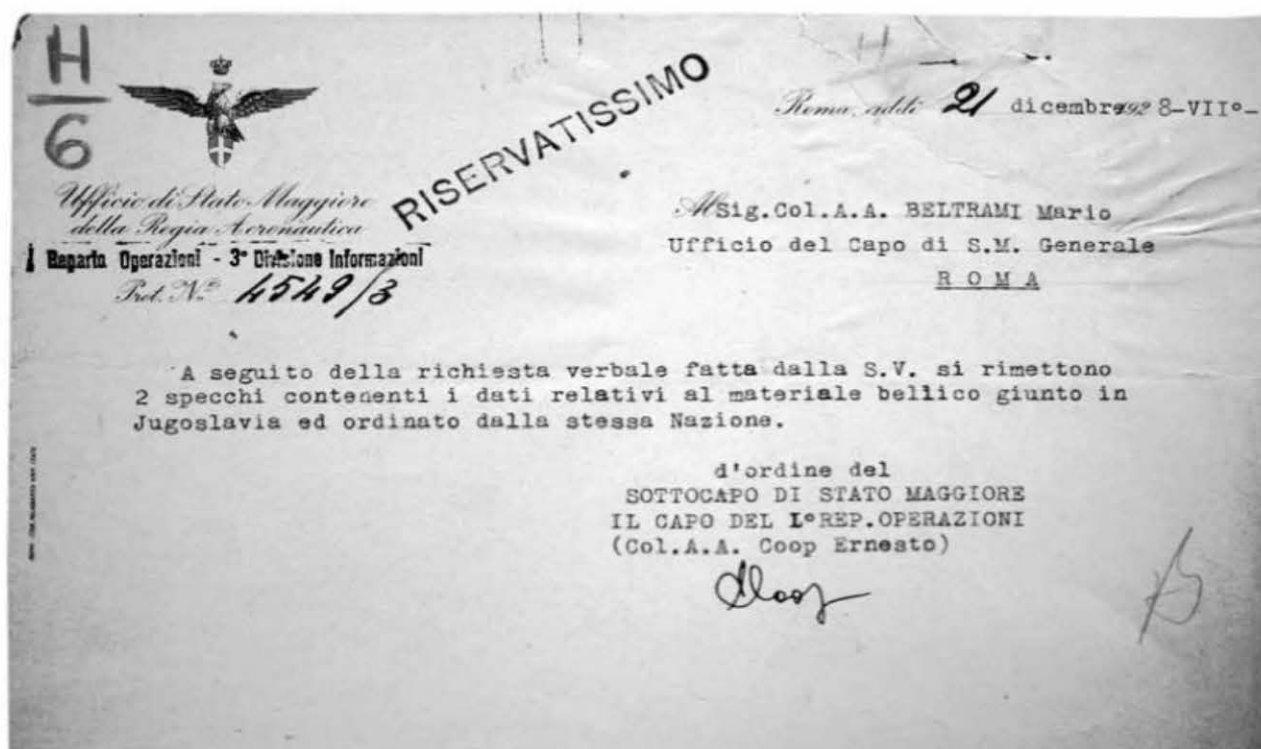 H
6
RISERVATISSIMO
Roma, addì 21 dicembre 1928-VII°-
Ufficio di Stato Maggiore
della Regia Aeronautica
I Reparto Operazioni - 3ª Divisione Informazioni
Prot. N.º 4549/3
Al Sig.Col.A.A. BELTRAMI Mario
Ufficio del Capo di S.M. Generale
R O M A
A seguito della richiesta verbale fatta dalla S.V. si rimettono
2 specchi contenenti i dati relativi al materiale bellico giunto in
Jugoslavia ed ordinato dalla stessa Nazione.
d'ordine del
SOTTOCAPO DI STATO MAGGIORE
IL CAPO DEL I°REP.OPERAZIONI
(Col.A.A. Coop Ernesto)
Coop